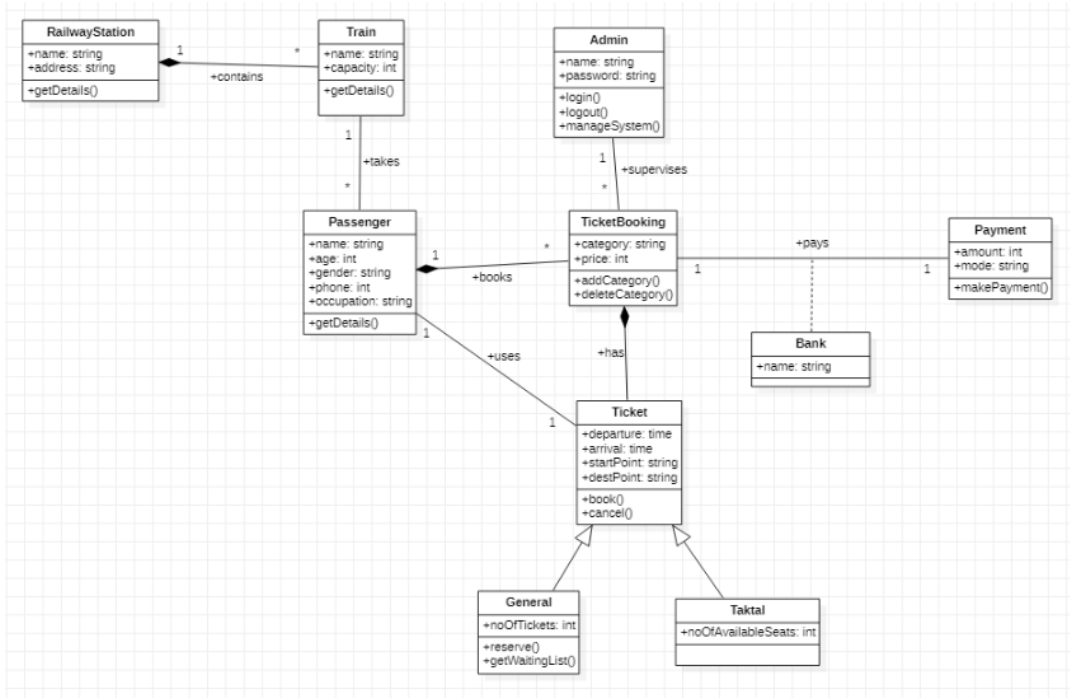 RailwayStation
+name: string
+address: string
+getDetails()
1
*
+contains
Train
+name: string
+capacity: int
+getDetails()
Admin
+name: string
+password: string
+login()
+logout()
+manageSystem()
1
+takes
*
1
+supervises
*
Passenger
+name: string
+age: int
+gender: string
+phone: int
+occupation: string
+getDetails()
1
*
+books
TicketBooking
+category: string
+price: int
+addCategory()
+deleteCategory()
+pays
1
1
Payment
+amount: int
+mode: string
+makePayment()
Bank
+name: string
1
+uses
1
+has
Ticket
+departure: time
+arrival: time
+startPoint: string
+destPoint: string
+book()
+cancel()
General
+noOfTickets: int
+reserve()
+getWaitingList()
Taktal
+noOfAvailableSeats: int